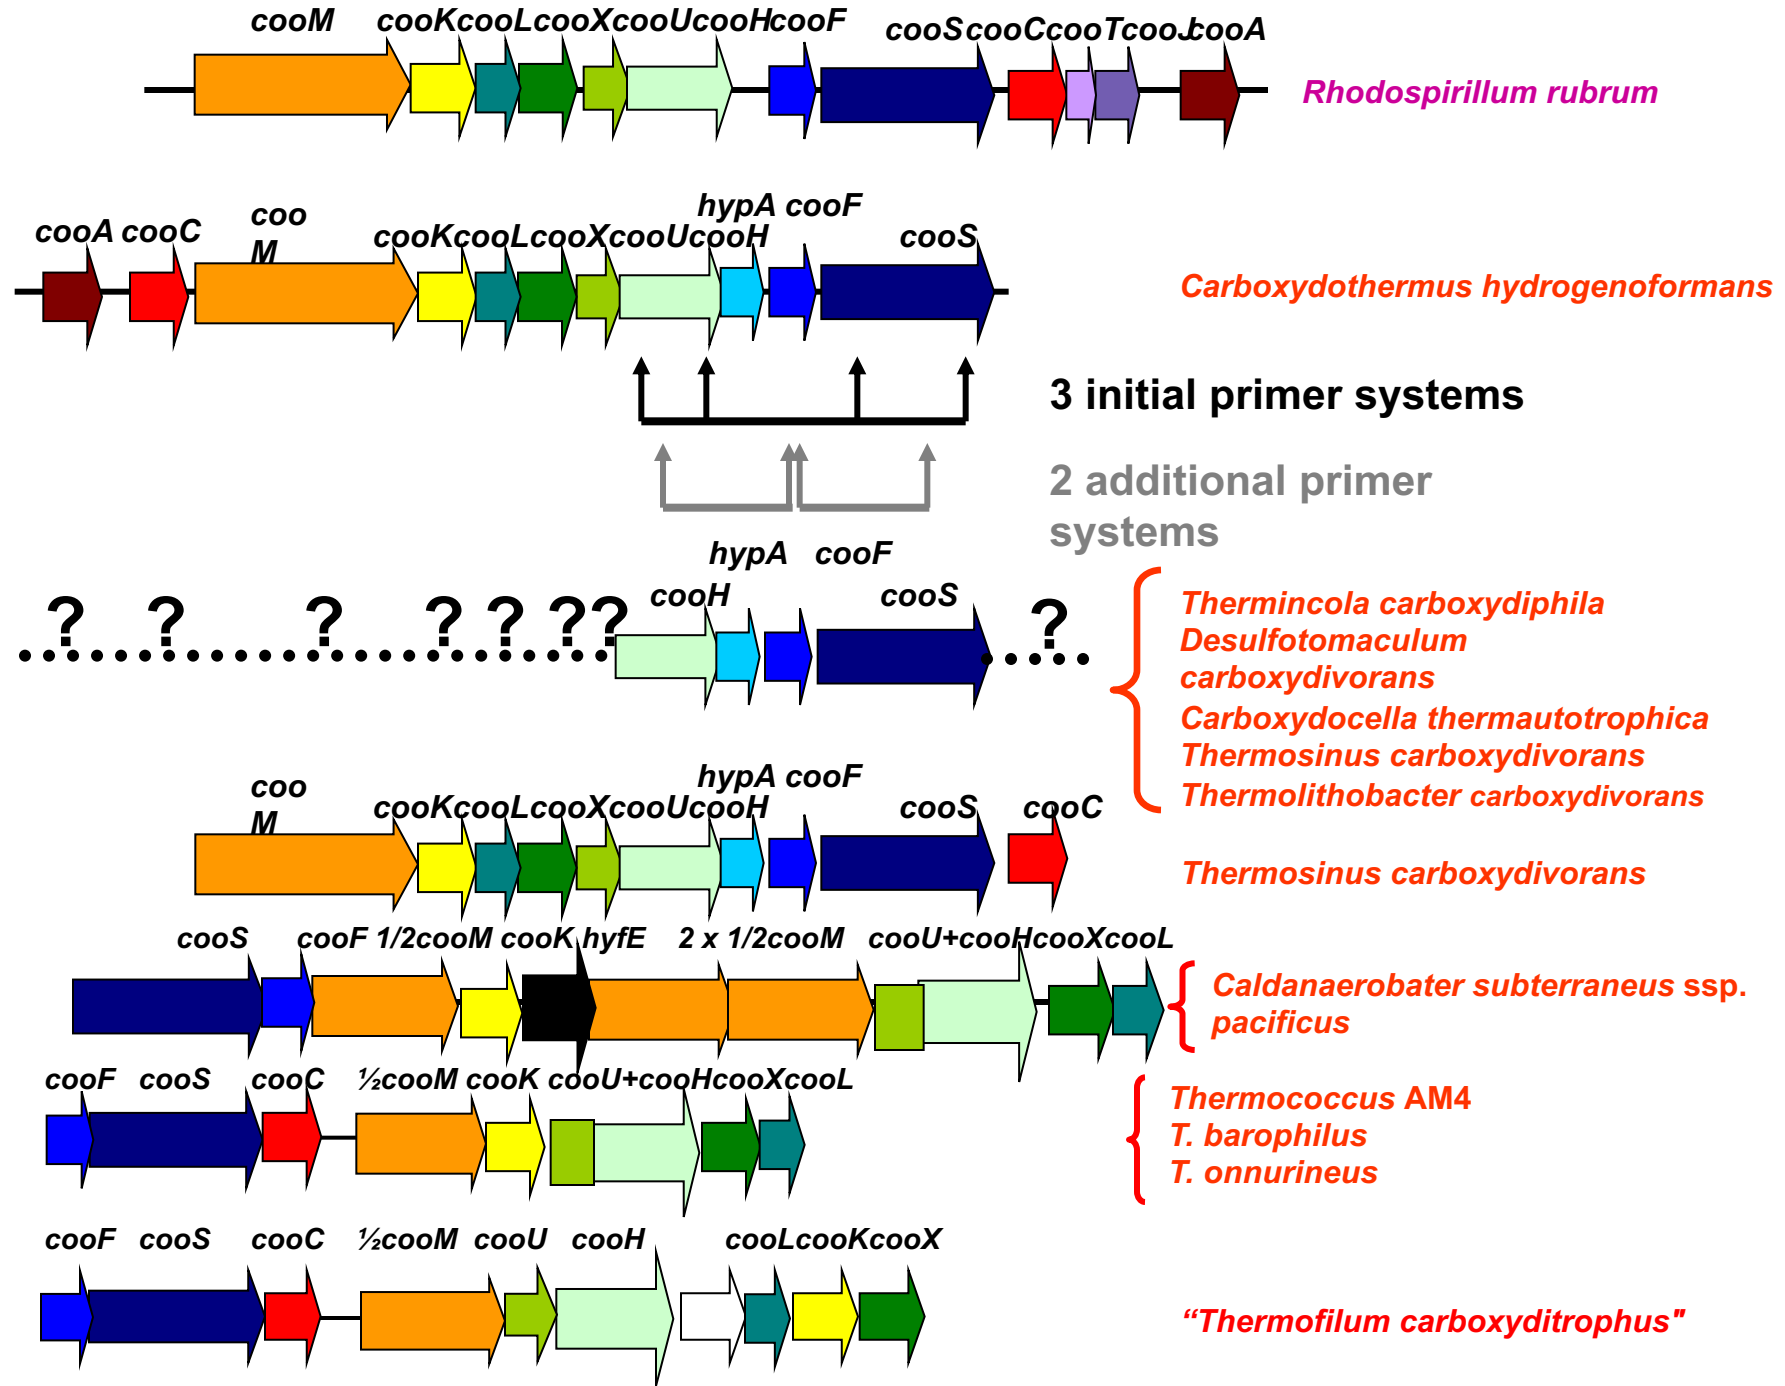 cooM cooKcooLcooXcooUcooHcooF cooScooCcooTcooJcooA
Rhodospirillum rubrum
hypA cooF
cooA cooC coo
M
cooKcooLcooXcooUcooH cooS
Carboxydothermus hydrogenoformans
3 initial primer systems
2 additional primer
systems
hypA cooF
cooH cooS
? ? ? ? ? ? ? ?
Thermincola carboxydiphila
Desulfotomaculum
carboxydivorans
Carboxydocella thermautotrophica
Thermosinus carboxydivorans
Thermolithobacter carboxydivorans
hypA cooF
coo
M
cooKcooLcooXcooUcooH cooS cooC
Thermosinus carboxydivorans
cooS cooF 1/2cooM cooK hyfE 2 x 1/2cooM cooU+cooHcooXcooL
Caldanaerobater subterraneus ssp.
pacificus
cooF cooS cooC ½cooM cooK cooU+cooHcooXcooL
Thermococcus AM4
T. barophilus
T. onnurineus
cooF cooS cooC ½cooM cooU cooH cooLcooKcooX
“Thermofilum carboxyditrophus"